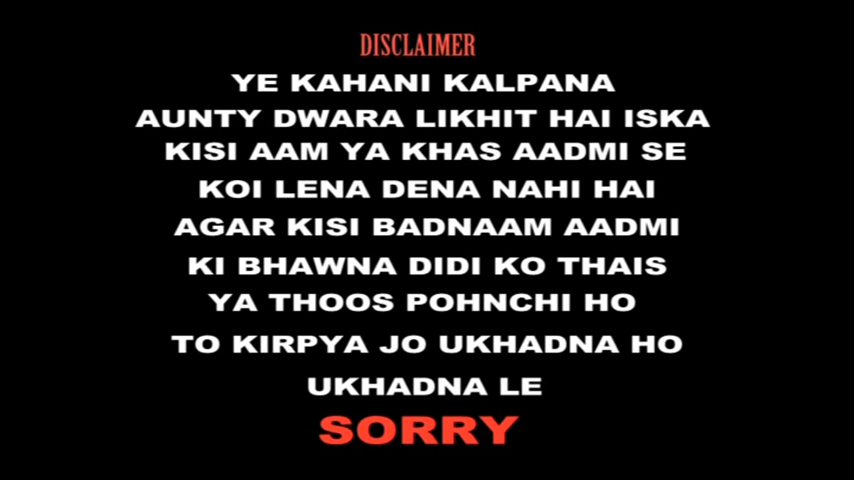 DISCLAIMER
YE KAHANI KALPANA
AUNTY DWARA LIKHIT HAI ISKA
KISI AAM YA KHAS AADMI SE
KOI LENA DENA NAHI HAI
AGAR KISI BADNAAM AADMI
KI BHAWNA DIDI KO THAIS
YA THOOS POHNCHI HO
TO KIRPYA JO UKHADNA HO
UKHADNA LE
SORRY